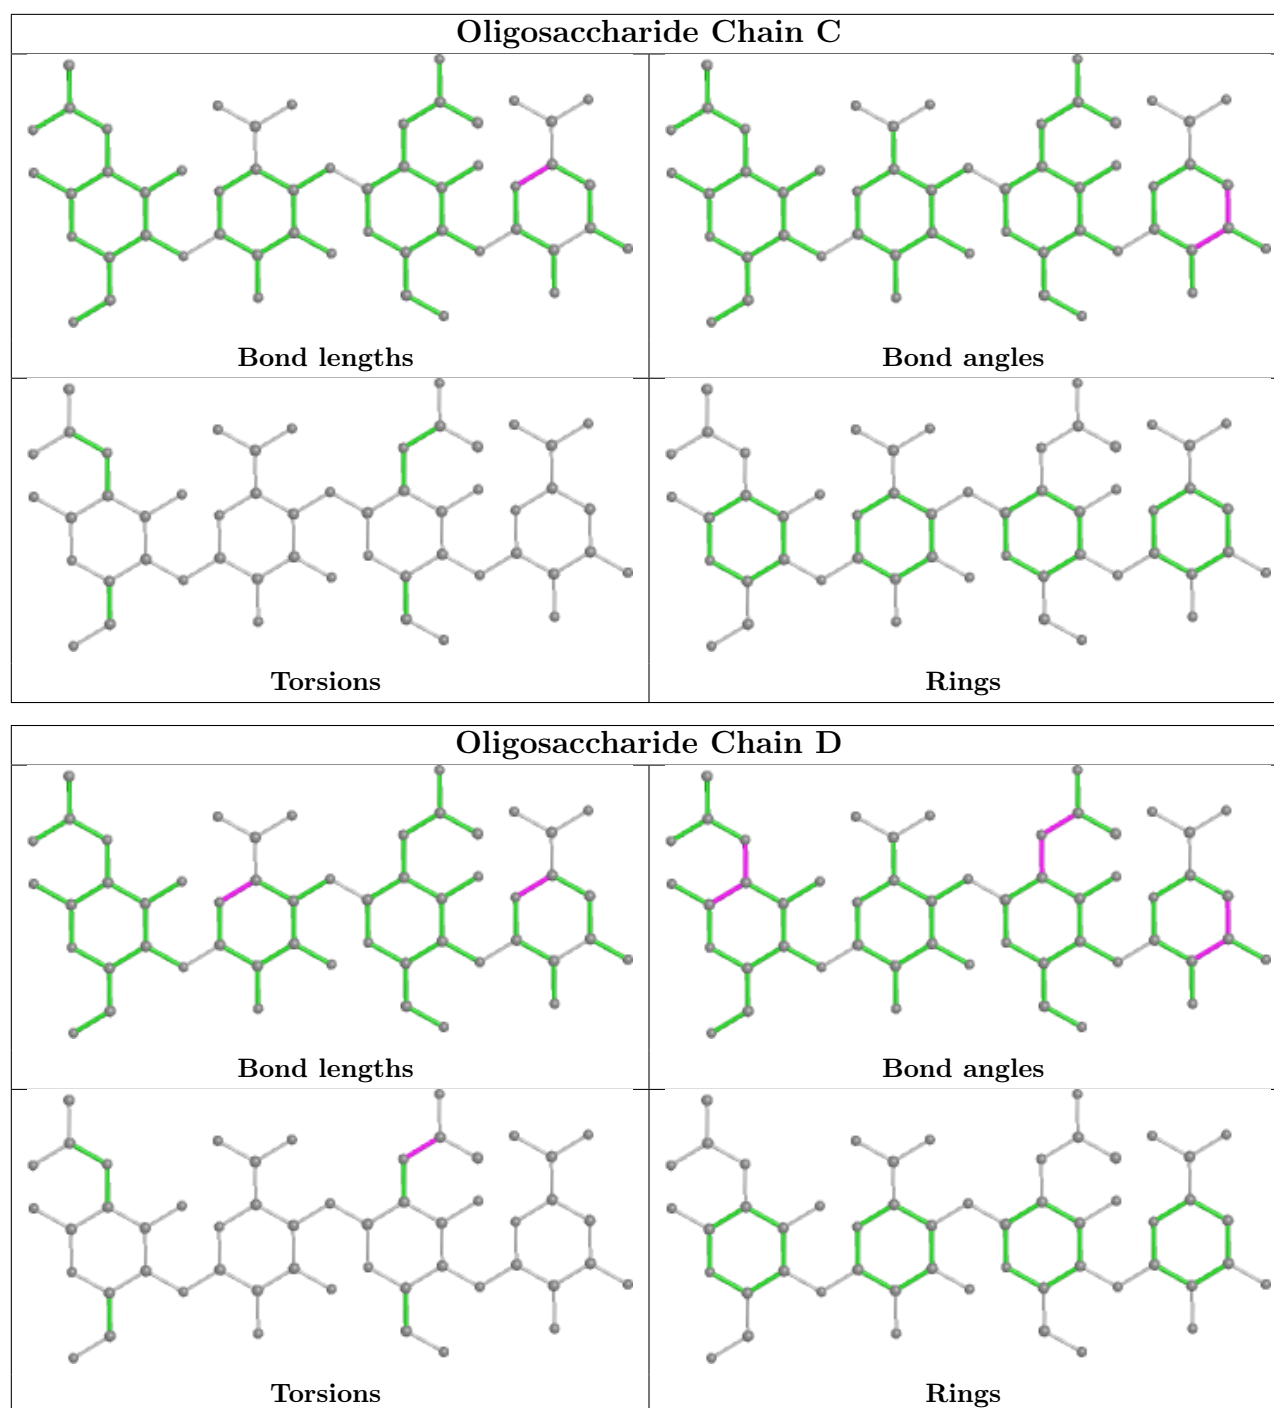 Oligosaccharide Chain C
Bond lengths
Bond angles
Torsions
Rings
Oligosaccharide Chain D
Bond lengths
Bond angles
Torsions
Rings